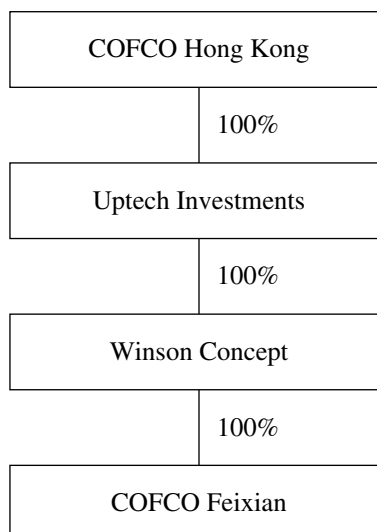 COFCO Hong Kong
100%
Uptech Investments
100%
Winson Concept
100%
COFCO Feixian